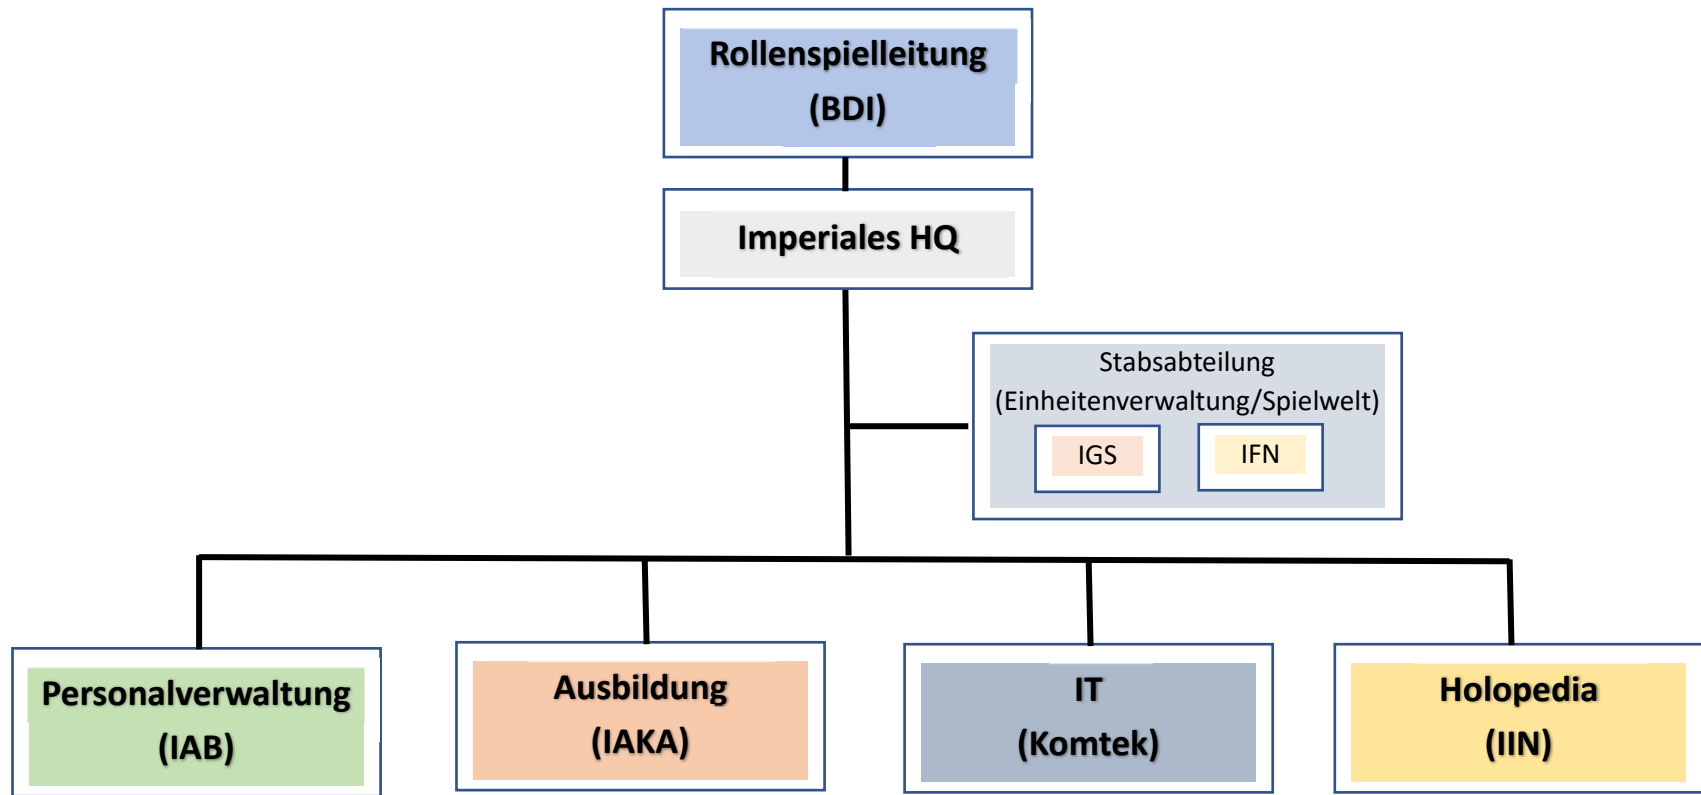 Rollenspielleitung
(BDI)
Imperiales HQ
Stabsabteilung
(Einheitenverwaltung/Spielwelt)
IGS
IFN
Personalverwaltung
(IAB)
Ausbildung
(IAKA)
IT
(Komtek)
Holopedia
(IIN)